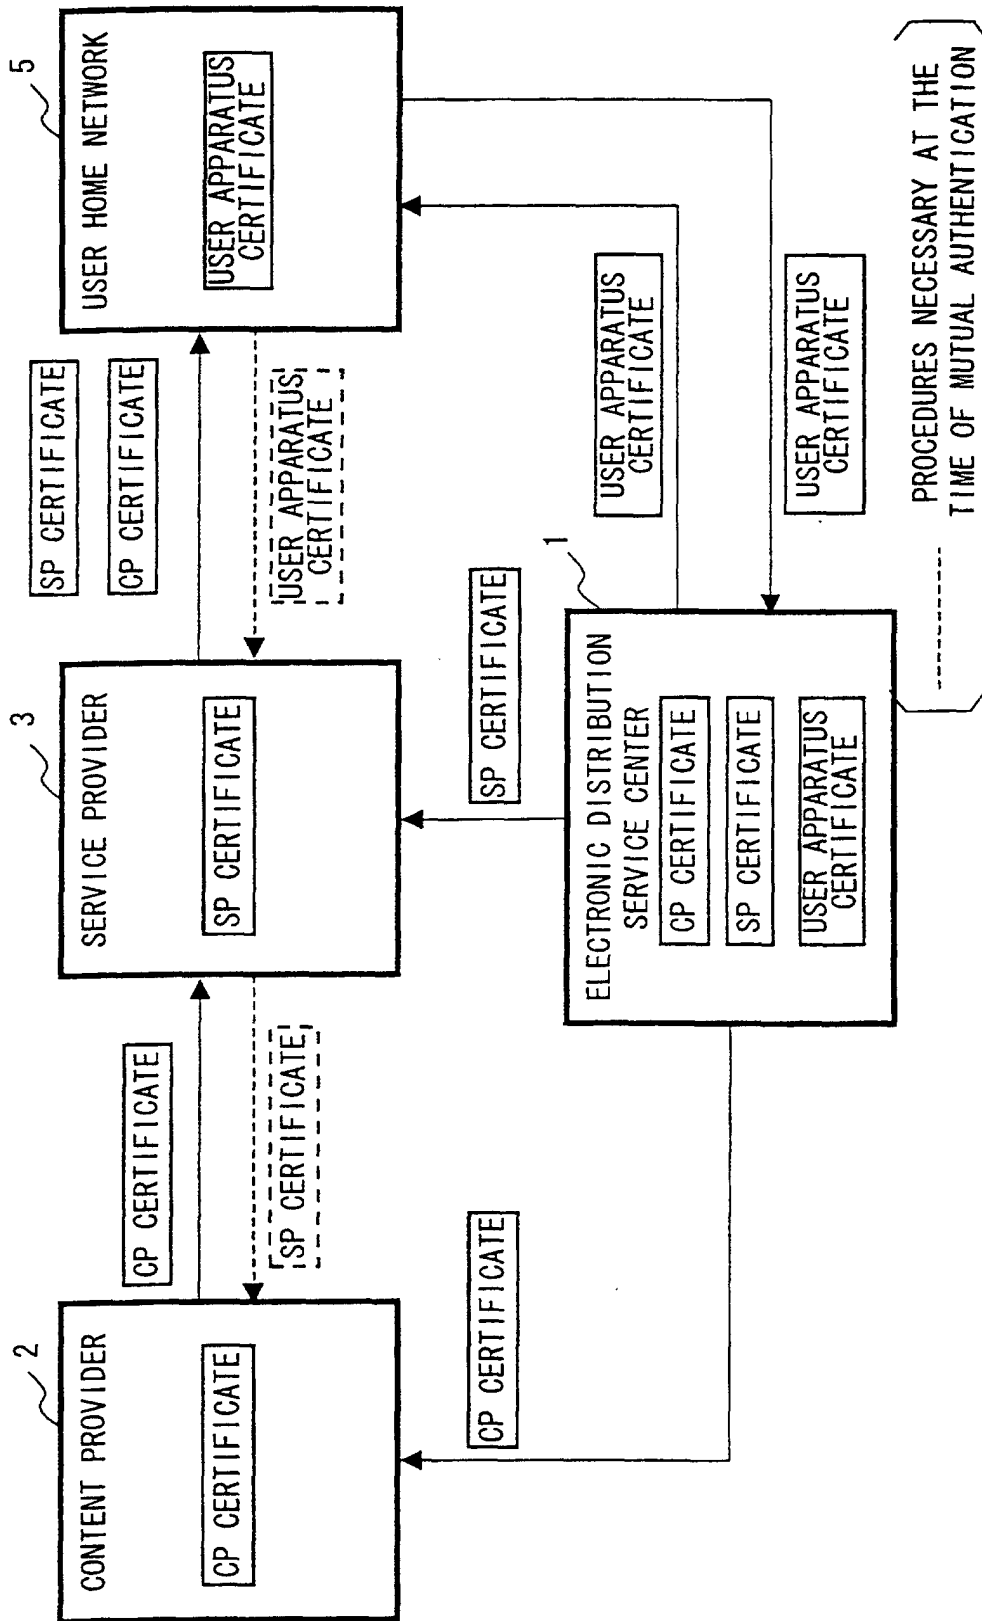 2
CONTENT PROVIDER
CP CERTIFICATE
CP CERTIFICATE
SP CERTIFICATE
3
SERVICE PROVIDER
SP CERTIFICATE
SP CERTIFICATE
CP CERTIFICATE
USER APPARATUS
CERTIFICATE
5
USER HOME NETWORK
USER APPARATUS
CERTIFICATE
CP CERTIFICATE
SP CERTIFICATE
1
ELECTRONIC DISTRIBUTION
SERVICE CENTER
CP CERTIFICATE
SP CERTIFICATE
USER APPARATUS
CERTIFICATE
USER APPARATUS
CERTIFICATE
USER APPARATUS
CERTIFICATE
PROCEDURES NECESSARY AT THE
TIME OF MUTUAL AUTHENTICATION